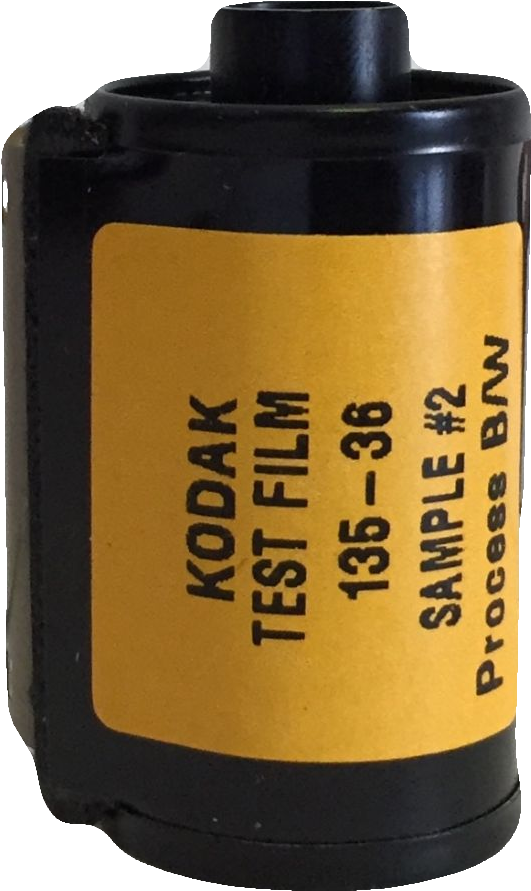 KODAK
TEST FILM
135-36
SAMPLE #2
Process B/W